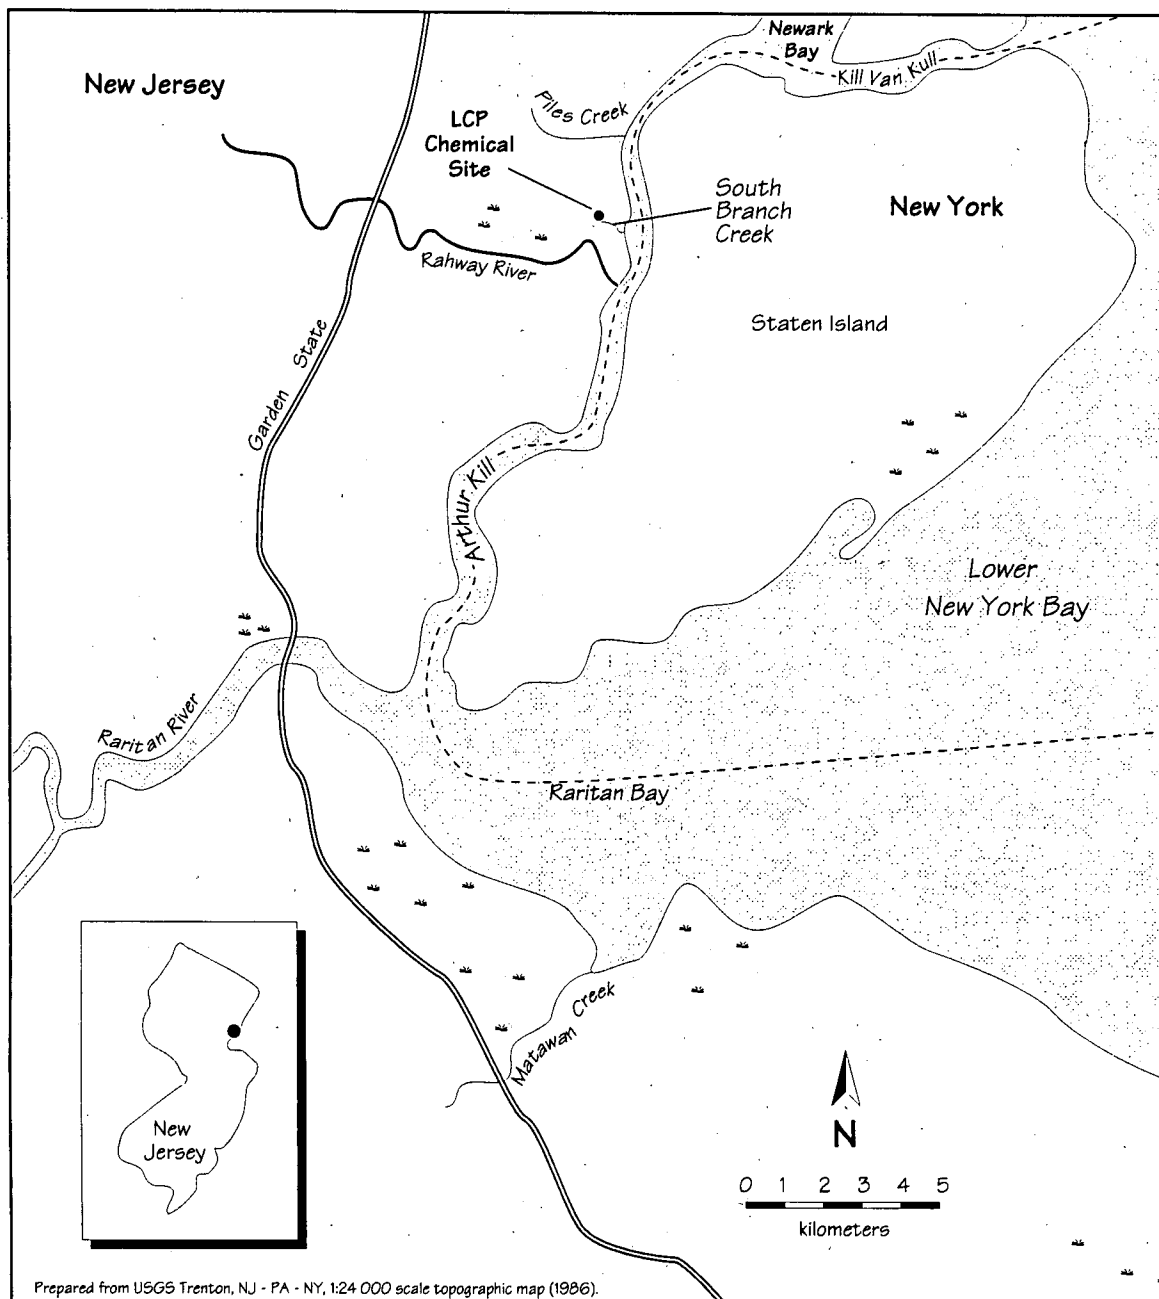 Newark
Bay
Kill Van Kull
New Jersey
Piles Creek
LCP
Chemical
Site
South
Branch
Creek
New York
Rahway River
Staten Island
Garden State
Arthur Kill
Lower
New York Bay
Raritan River
Raritan Bay
Matawan Creek
New
Jersey
N
0 1 2 3 4 5
kilometers
Prepared from USGS Trenton, NJ - PA - NY, 1:24 000 scale topographic map (1986).